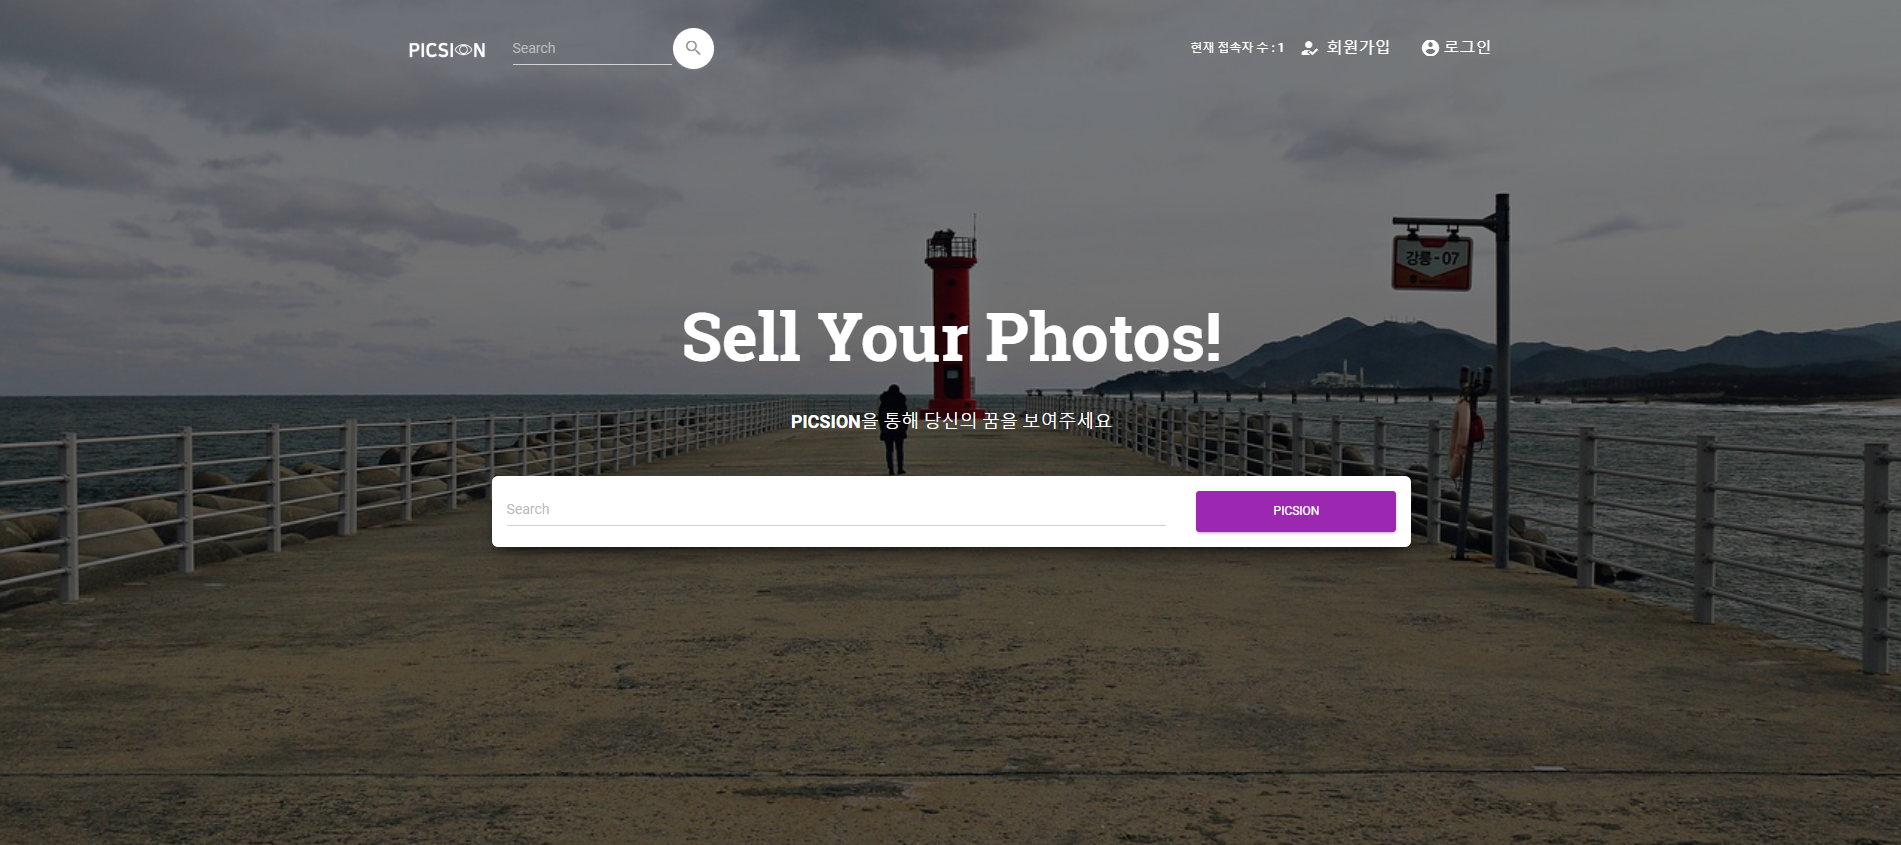 PICSION
Search
현재 접속자 수 : 1
회원가입
로그인
강릉-07
Sell Your Photos!
PICSION을 통해 당신의 꿈을 보여주세요
Search
PICSION